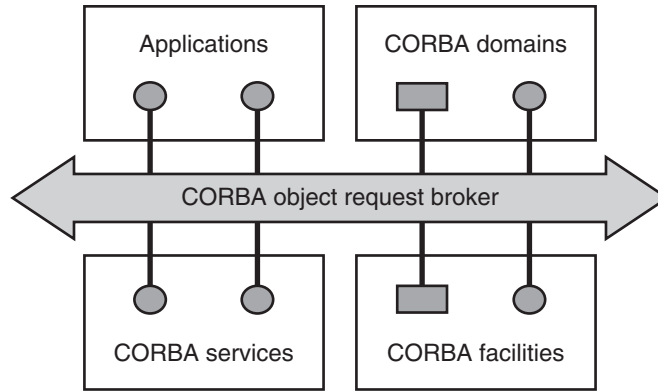 Applications
CORBA domains
CORBA object request broker
CORBA services
CORBA facilities